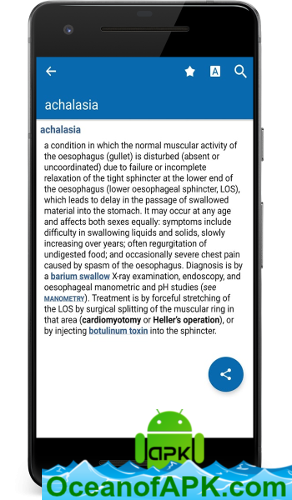 achalasia
achalasia
a condition in which the normal muscular activity of
the oesophagus (gullet) is disturbed (absent or
uncoordinated) due to failure or incomplete
relaxation of the tight sphincter at the lower end of
the oesophagus (lower oesophageal sphincter, LOS),
which leads to delay in the passage of swallowed
material into the stomach. It may occur at any age
and affects both sexes equally: symptoms include
difficulty in swallowing liquids and solids, slowly
increasing over years; often regurgitation of
undigested food; and occasionally severe chest pain
caused by spasm of the oesophagus. Diagnosis is by
a barium swallow X-ray examination, endoscopy, and
oesophageal manometric and pH studies (see
MANOMETRY). Treatment is by forceful stretching of
the LOS by surgical splitting of the muscular ring in
that area (cardiomyotomy or Heller's operation), or
by injecting botulinum toxin into the sphincter.
APK
OceanofAPK.com